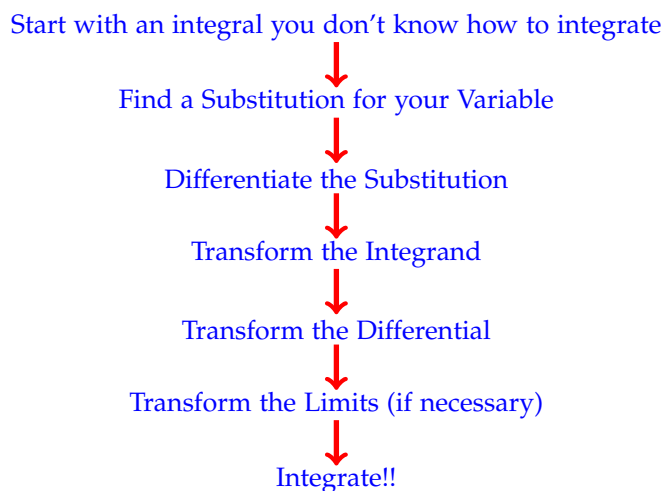 Start with an integral you don’t know how to integrate
Find a Substitution for your Variable
Differentiate the Substitution
Transform the Integrand
Transform the Differential
Transform the Limits (if necessary)
Integrate!!